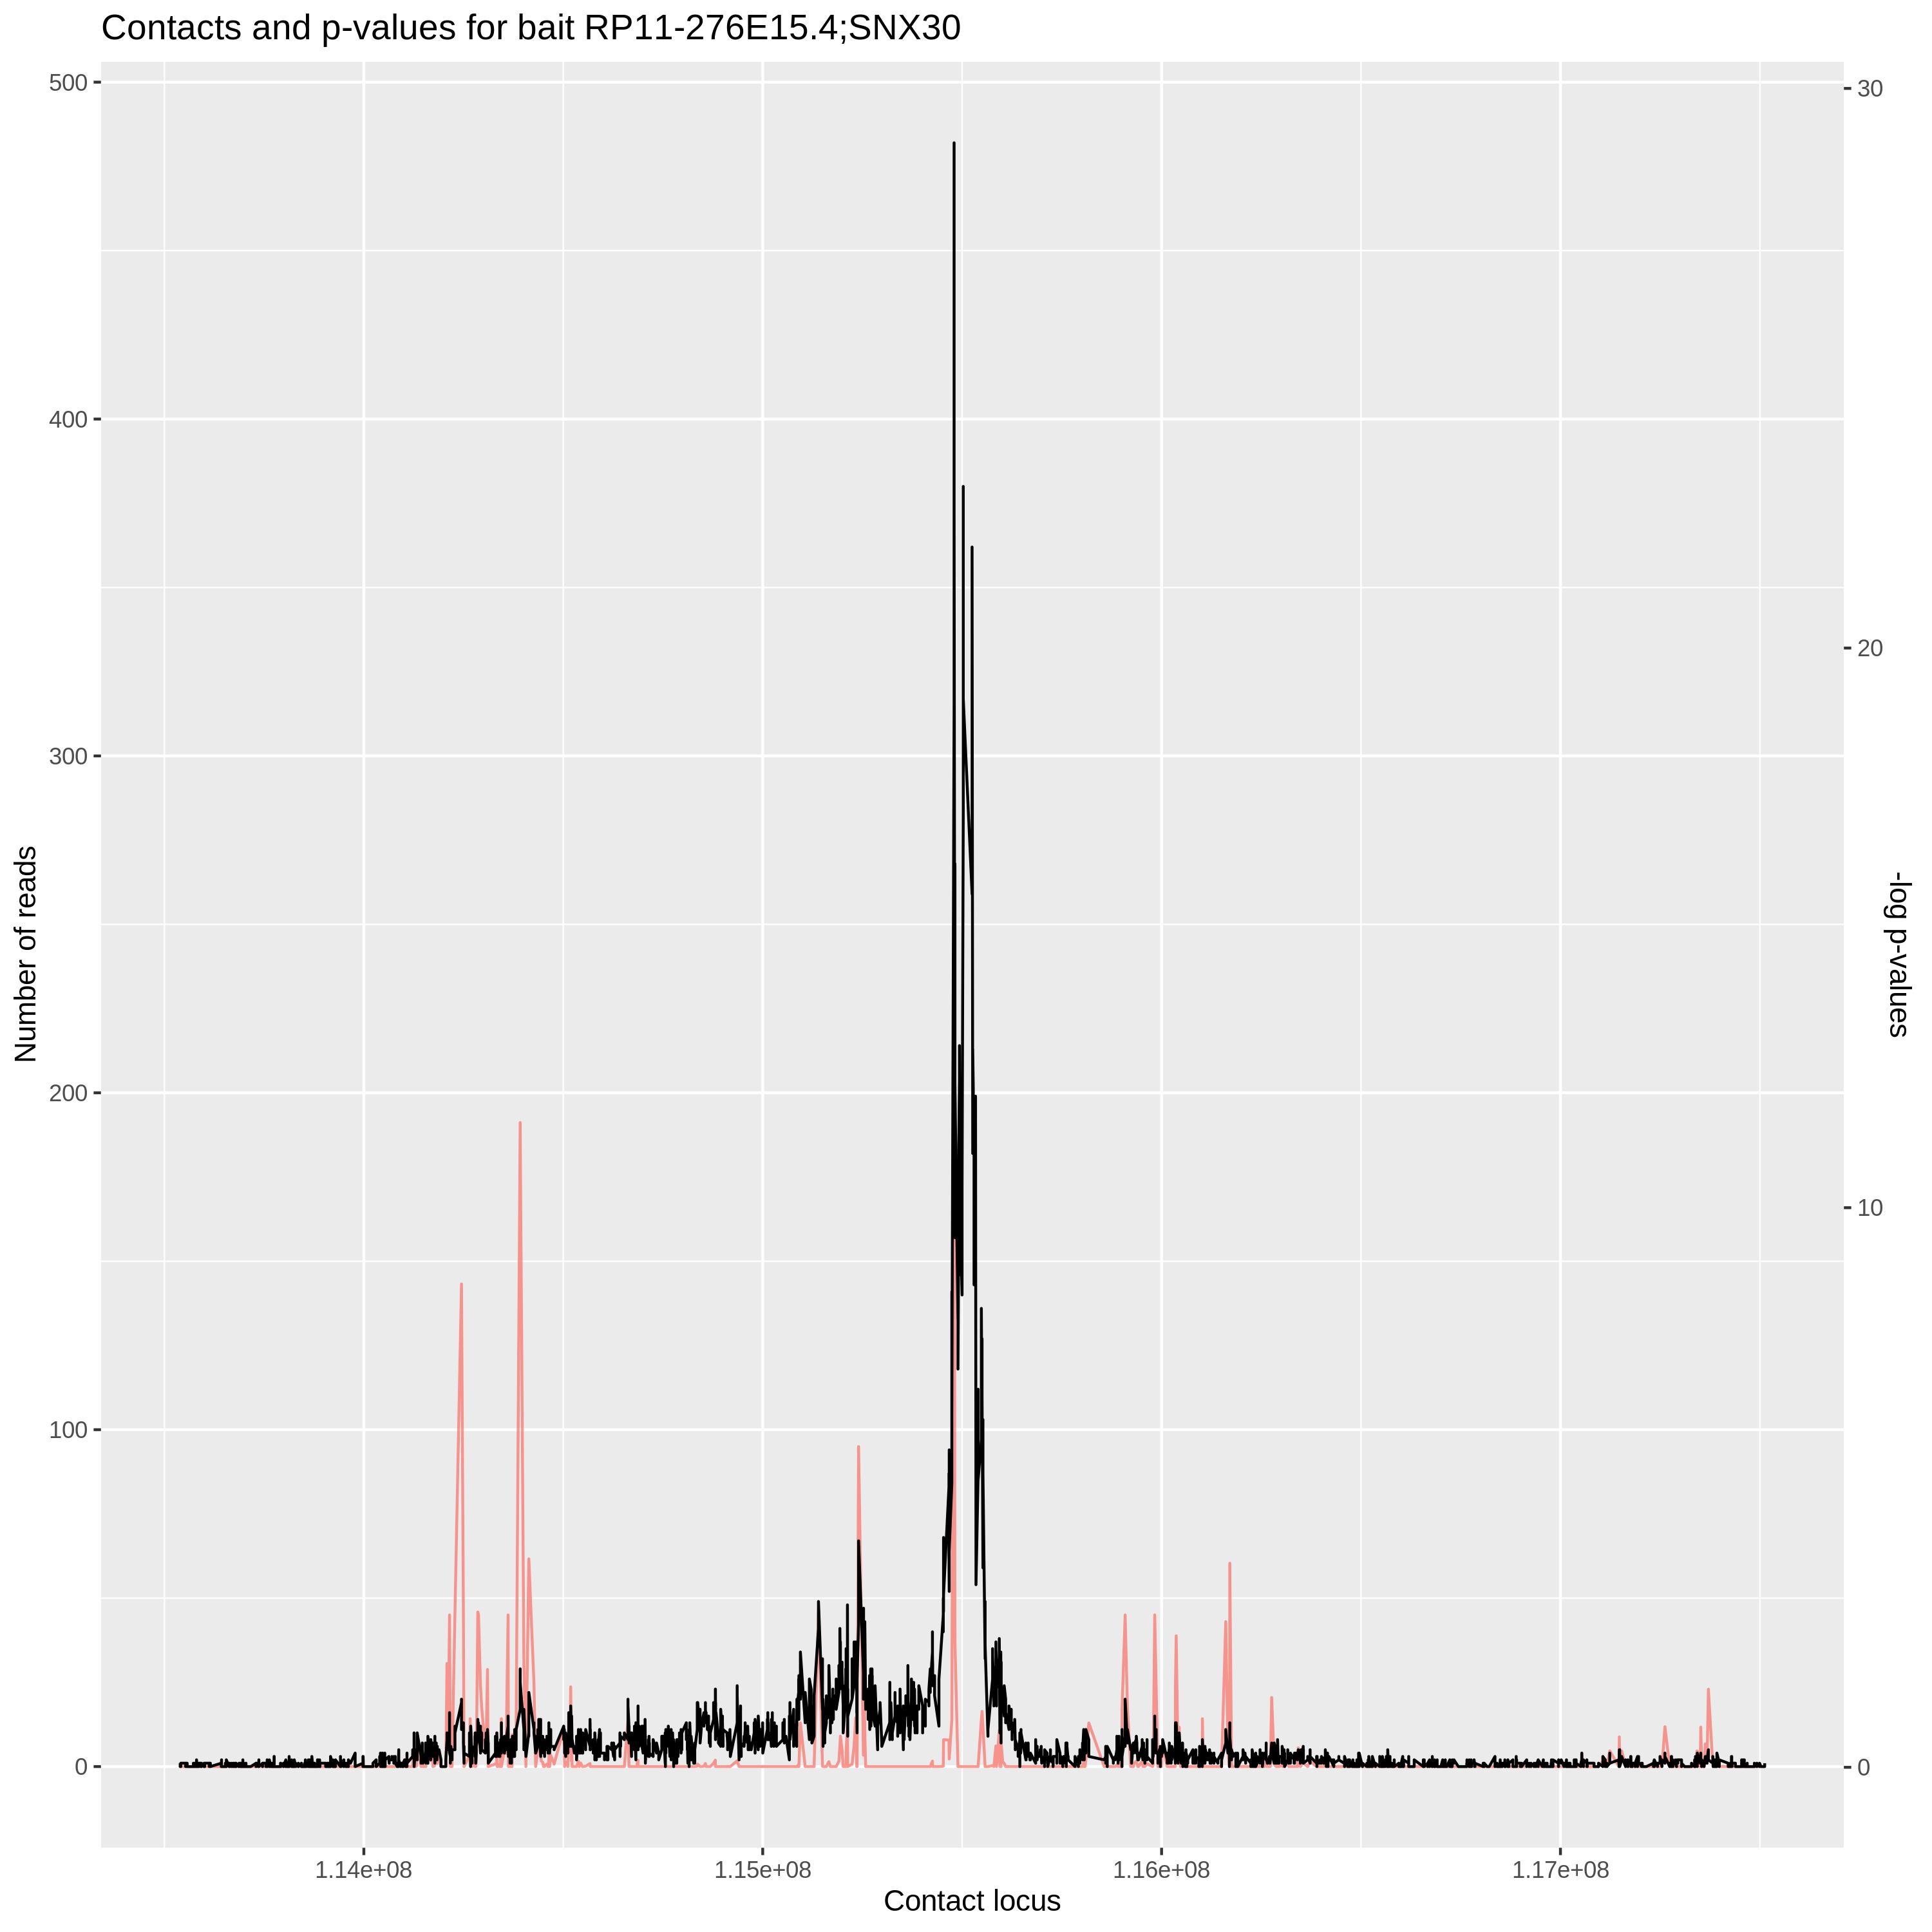 Contacts and p-values for bait RP11-276E15.4;SNX30
500
400
300
200
100
0
Number of reads
30
20
10
0
-log p-values
1.14e+08
1.15e+08
1.16e+08
1.17e+08
Contact locus